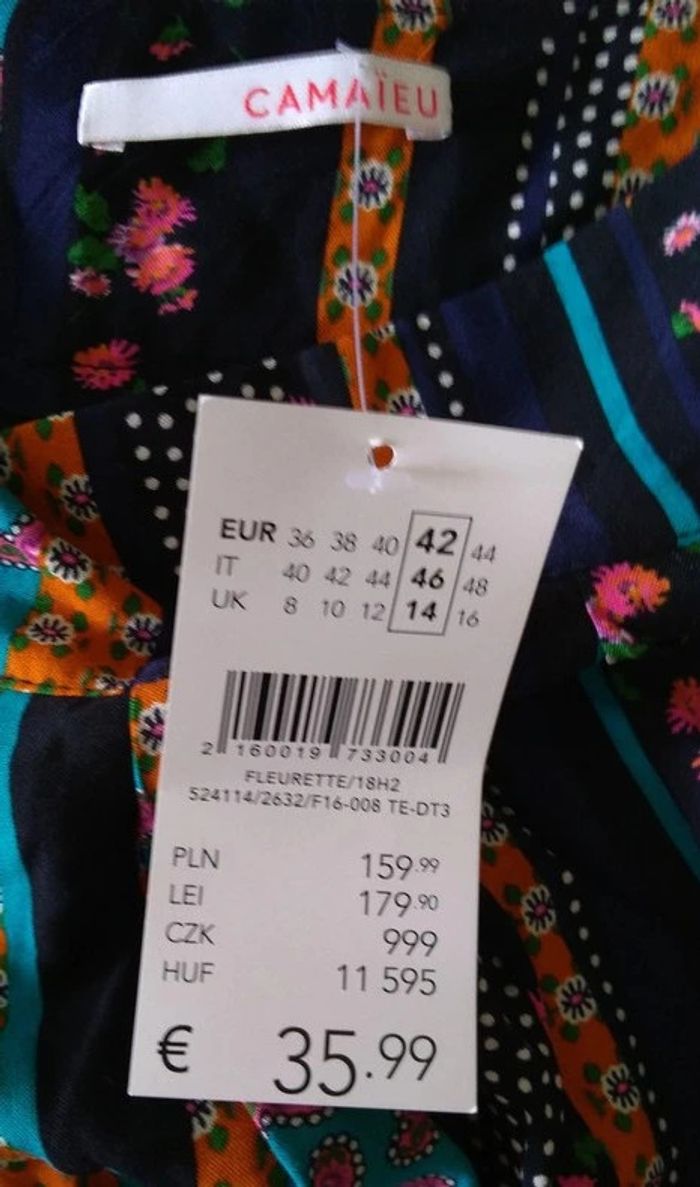 CAMAÏEU
EUR 36 38 40 42 44
IT 40 42 44 46 48
UK 8 10 12 14 16
2 160019 733004
FLEURETTE/18H2
524114/2632/F16-008 TE-DT3
PLN 159.99
LEI 179.90
CZK 999
HUF 11 595
€ 35.99